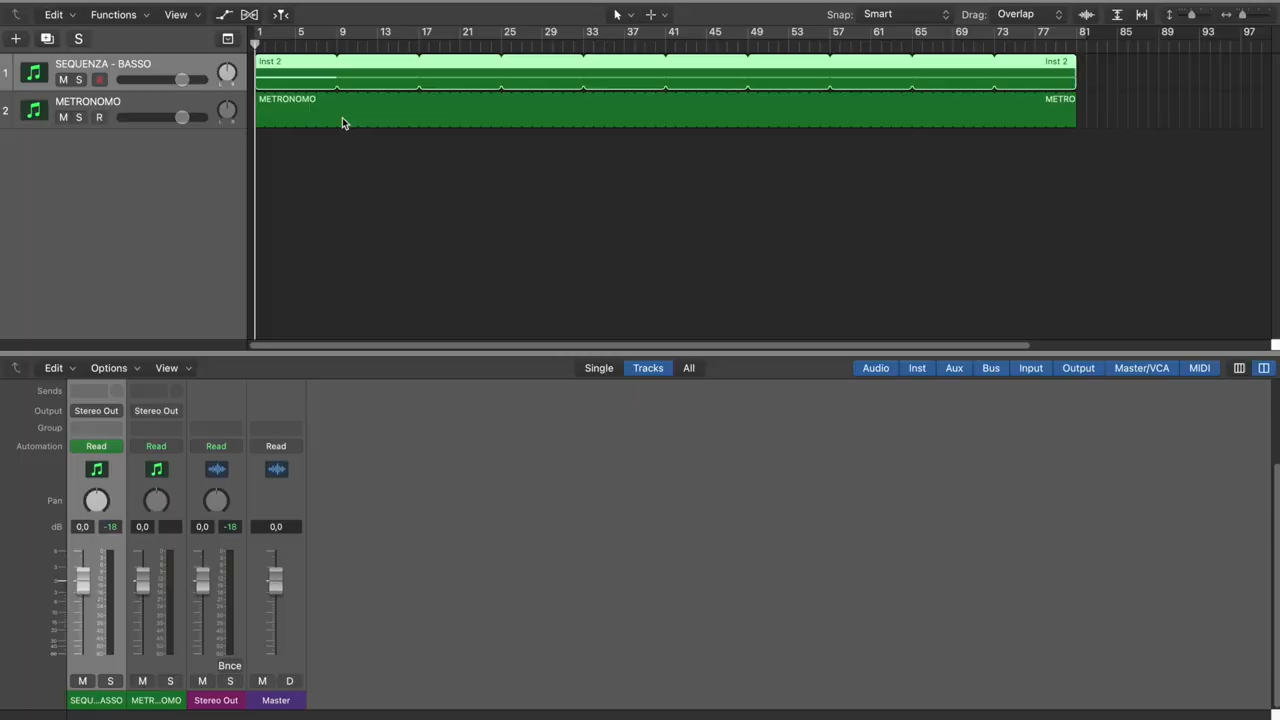 Edit Functions View Snap: Smart Drag: Overlap
S 1 5 9 13 17 21 25 29 33 37 41 45 49 53 57 61 65 69 73 77 81 85 89 93 97
1 SEQUENZA - BASSO
M S R L R
Inst 2 Inst 2
2 METRONOMO
M S R L R
METRONOMO METRO
Edit Options View Single Tracks All Audio Inst Aux Bus Input Output Master/VCA MIDI
Sends
Output Stereo Out Stereo Out
Group
Automation Read Read Read Read
Pan
dB 0,0 -18 0,0 0,0 -18 0,0
Bnce
M S M S M S M D
SEQU...ASSO METR...OMO Stereo Out Master